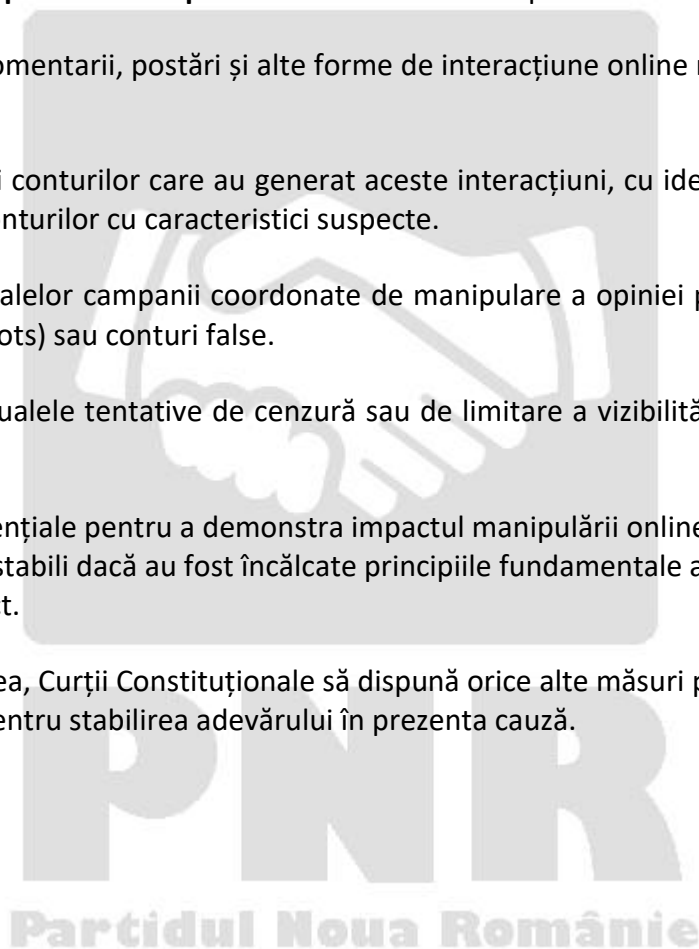 omentarii, postări și alte forme de interacțiune online
i conturilor care au generat aceste interacțiuni, cu
onturilor cu caracteristici suspecte.
alelor campanii coordonate de manipulare a opiniei
ots) sau conturi false.
ualele tentative de cenzură sau de limitare a
ențiale pentru a demonstra impactul manipulării online
stabili dacă au fost încălcate principiile fundamentale
ct.
ea, Curții Constituționale să dispună orice alte măsuri
entru stabilirea adevărului în prezenta cauză.
PNR
Partidul Noua Românie